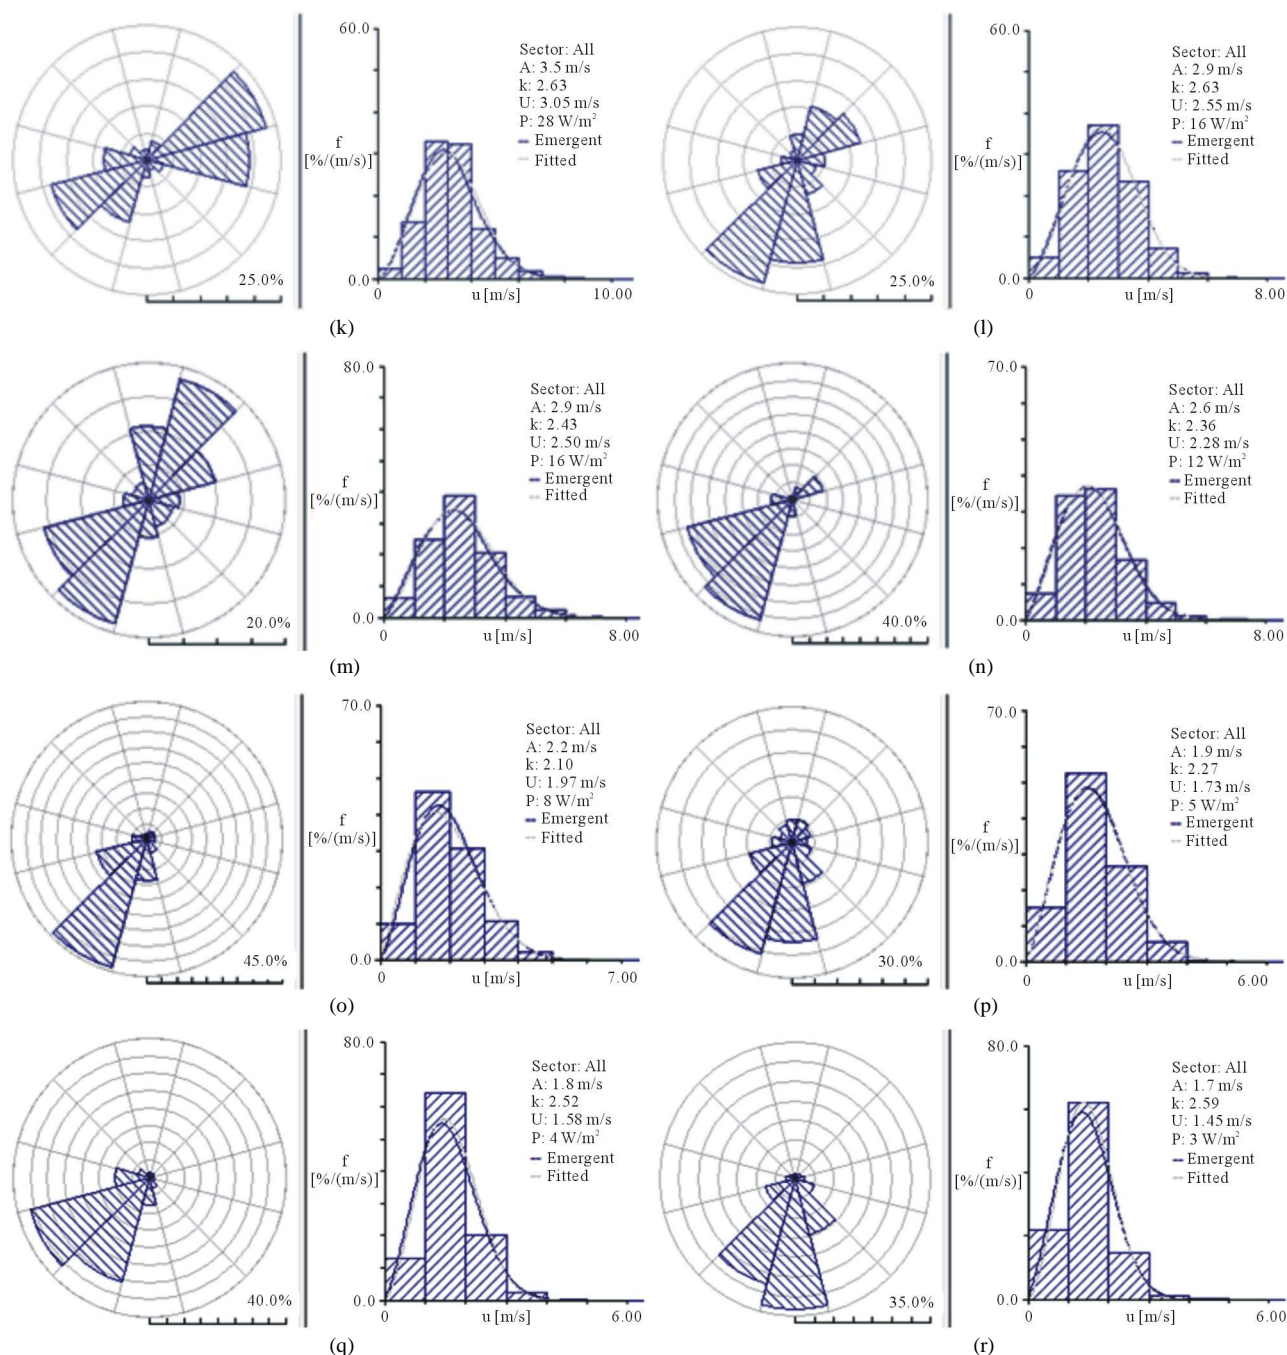 60.0
Sector: All
A: 3.5 m/s
k: 2.63
U: 3.05 m/s
P: 28 W/m²
Emergent
Fitted
f
[%/(m/s)]
25.0%
0.0
0
u [m/s]
10.00
(k)
60.0
Sector: All
A: 2.9 m/s
k: 2.63
U: 2.55 m/s
P: 16 W/m²
Emergent
Fitted
f
[%/(m/s)]
25.0%
0.0
0
u [m/s]
8.00
(l)
80.0
Sector: All
A: 2.9 m/s
k: 2.43
U: 2.50 m/s
P: 16 W/m²
Emergent
Fitted
f
[%/(m/s)]
20.0%
0.0
0
u [m/s]
8.00
(m)
70.0
Sector: All
A: 2.6 m/s
k: 2.36
U: 2.28 m/s
P: 12 W/m²
Emergent
Fitted
f
[%/(m/s)]
40.0%
0.0
0
u [m/s]
8.00
(n)
70.0
Sector: All
A: 2.2 m/s
k: 2.10
U: 1.97 m/s
P: 8 W/m²
Emergent
Fitted
f
[%/(m/s)]
45.0%
0.0
0
u [m/s]
7.00
(o)
70.0
Sector: All
A: 1.9 m/s
k: 2.27
U: 1.73 m/s
P: 5 W/m²
Emergent
Fitted
f
[%/(m/s)]
30.0%
0.0
0
u [m/s]
6.00
(p)
80.0
Sector: All
A: 1.8 m/s
k: 2.52
U: 1.58 m/s
P: 4 W/m²
Emergent
Fitted
f
[%/(m/s)]
40.0%
0.0
0
u [m/s]
6.00
(q)
80.0
Sector: All
A: 1.7 m/s
k: 2.59
U: 1.45 m/s
P: 3 W/m²
Emergent
Fitted
f
[%/(m/s)]
35.0%
0.0
0
u [m/s]
6.00
(r)